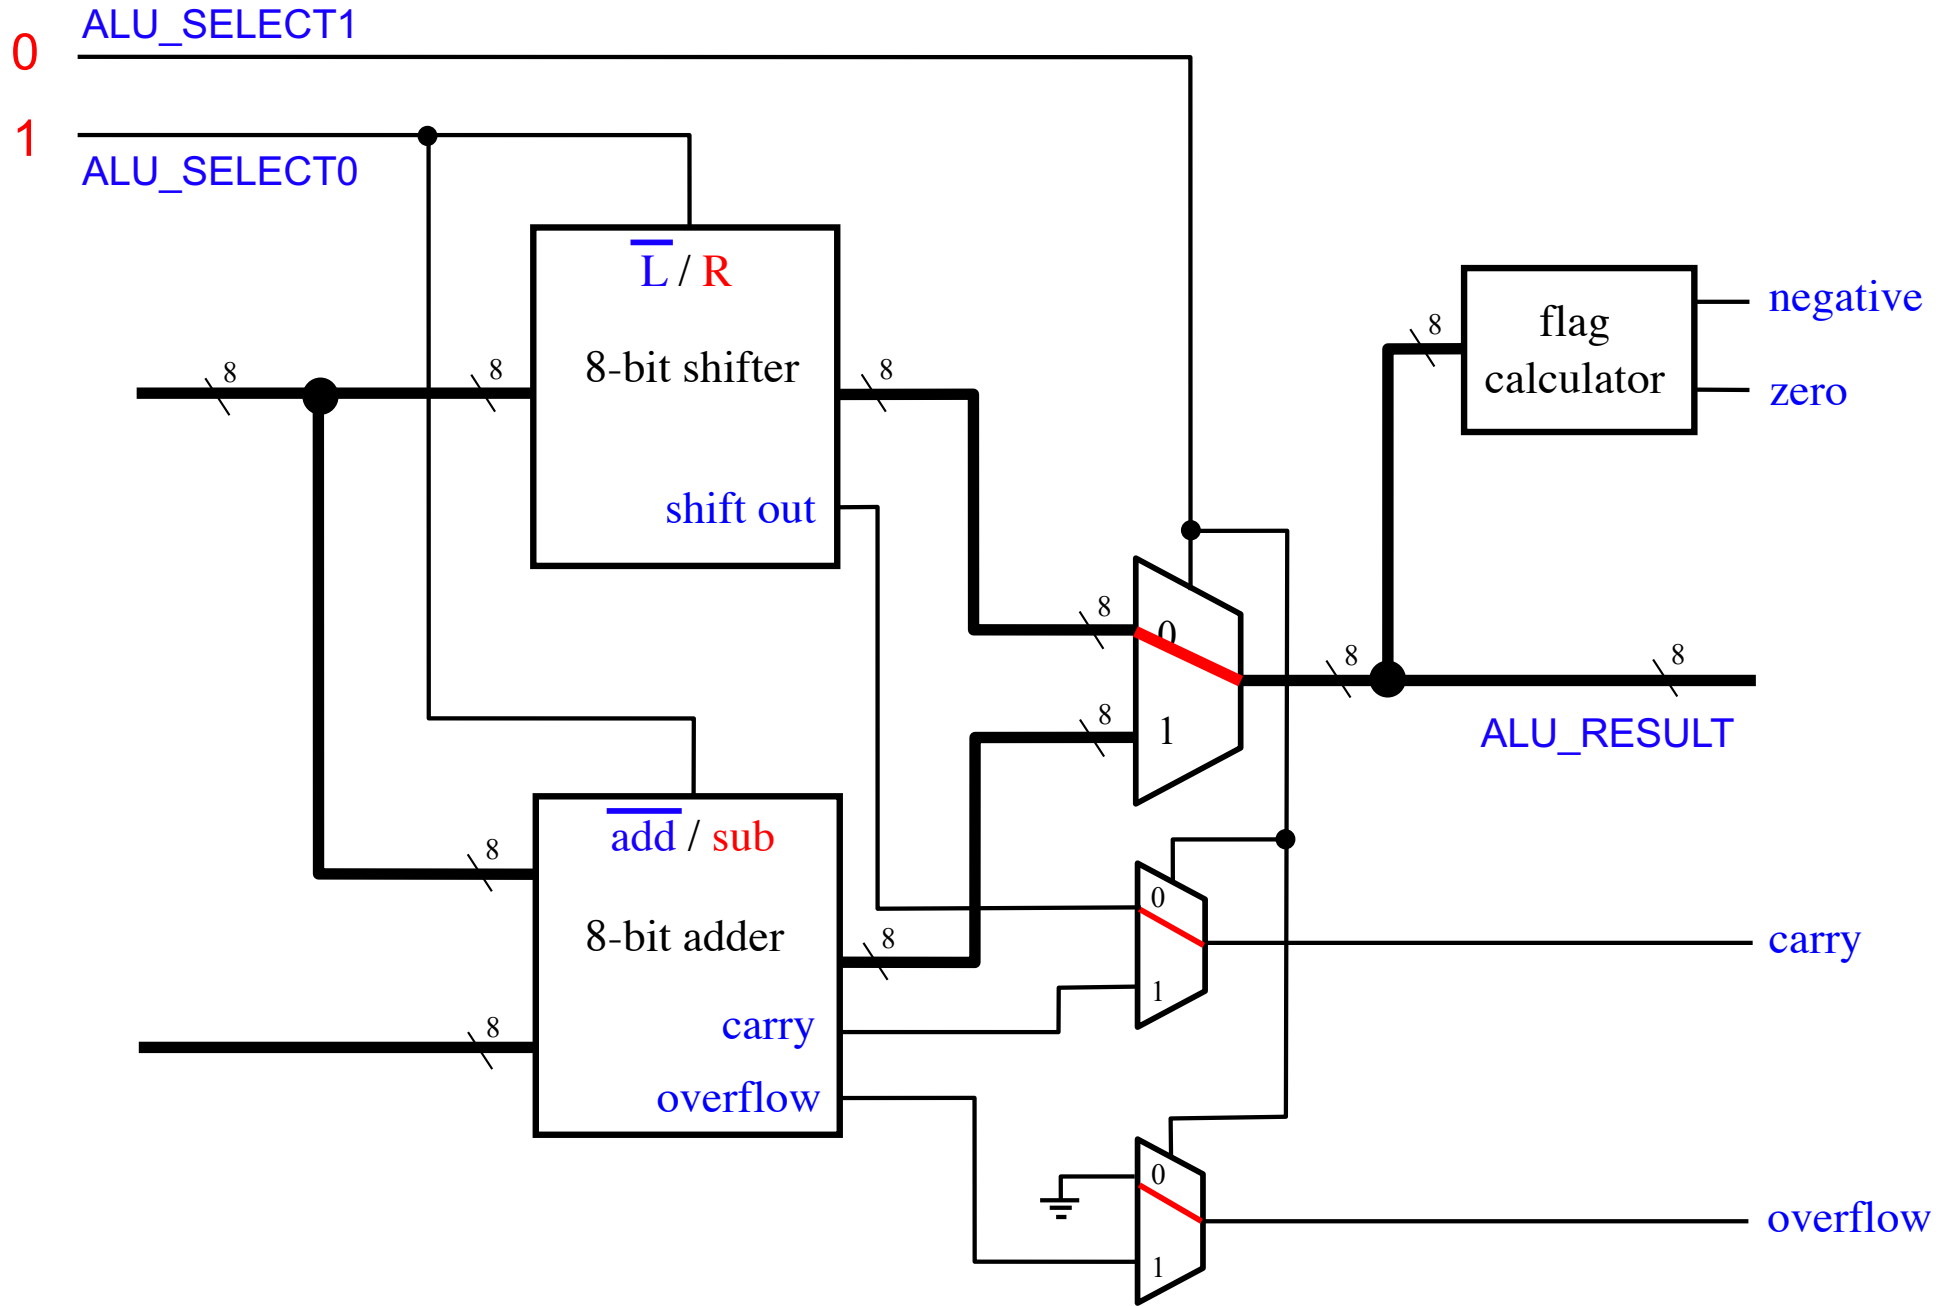 ALU_SELECT1
0
1
ALU_SELECT0
L / R
8-bit shifter
shift out
8
8
8
flag
calculator
8
negative
zero
8
0
8
1
8
8
ALU_RESULT
add / sub
8-bit adder
carry
overflow
8
8
8
0
1
carry
0
1
overflow